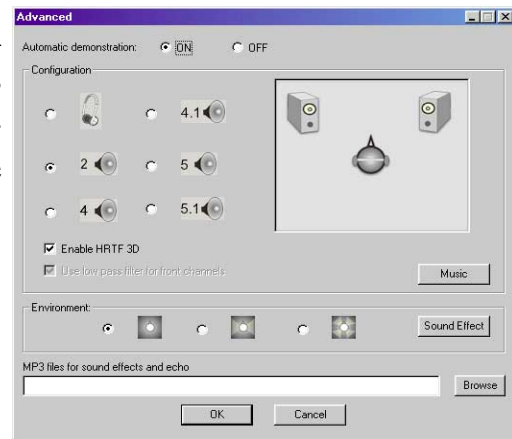 Advanced
Automatic demonstration: ON OFF
Configuration
4.1
2 5
4 5.1
Enable HRTF 3D
Use low pass filter for front channels
Music
Environment:
Sound Effect
MP3 files for sound effects and echo
Browse
OK Cancel